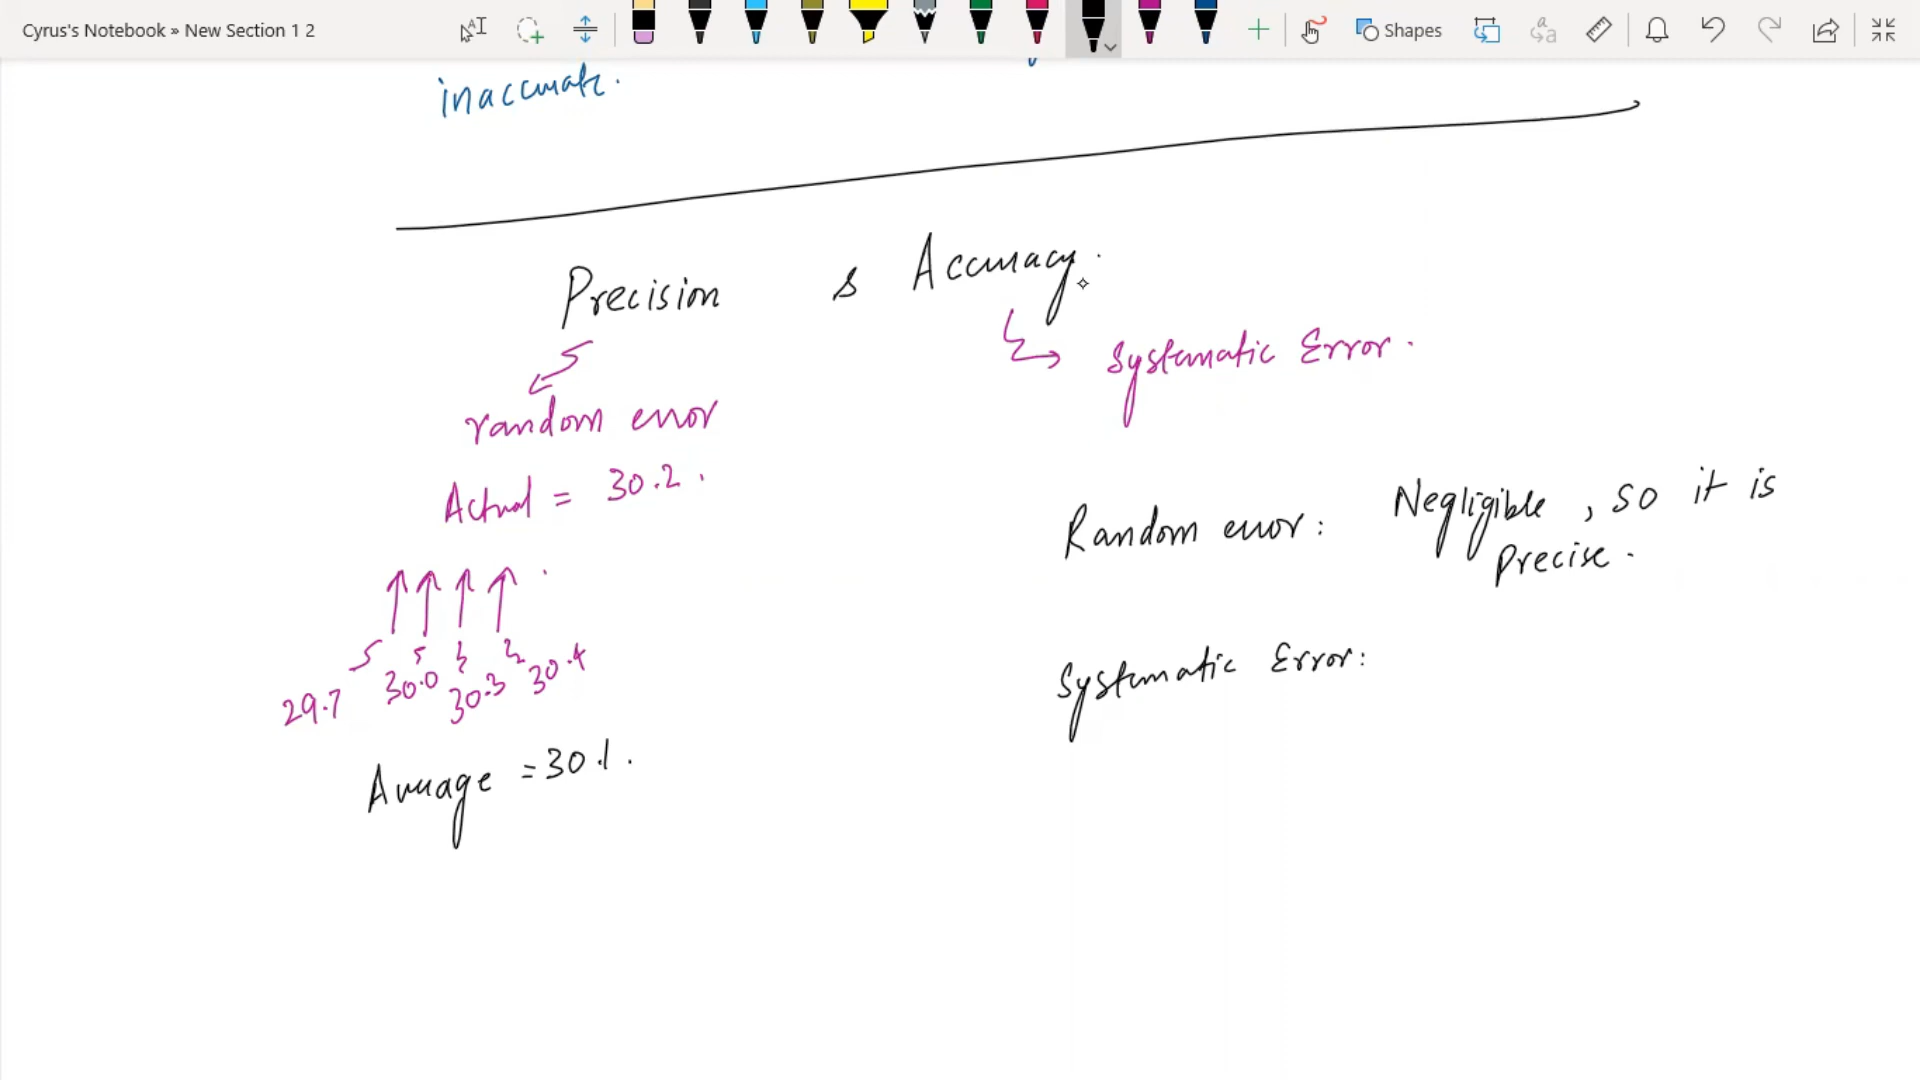 Cyrus's Notebook » New Section 1 2
Shapes
inaccurate.
Precision & Accuracy.
Systematic Error.
random error
Actual = 30.2.
Random error: Negligible, so it is
precise.
29.7 30.0 30.3 30.4
Systematic Error:
Average = 30.1.